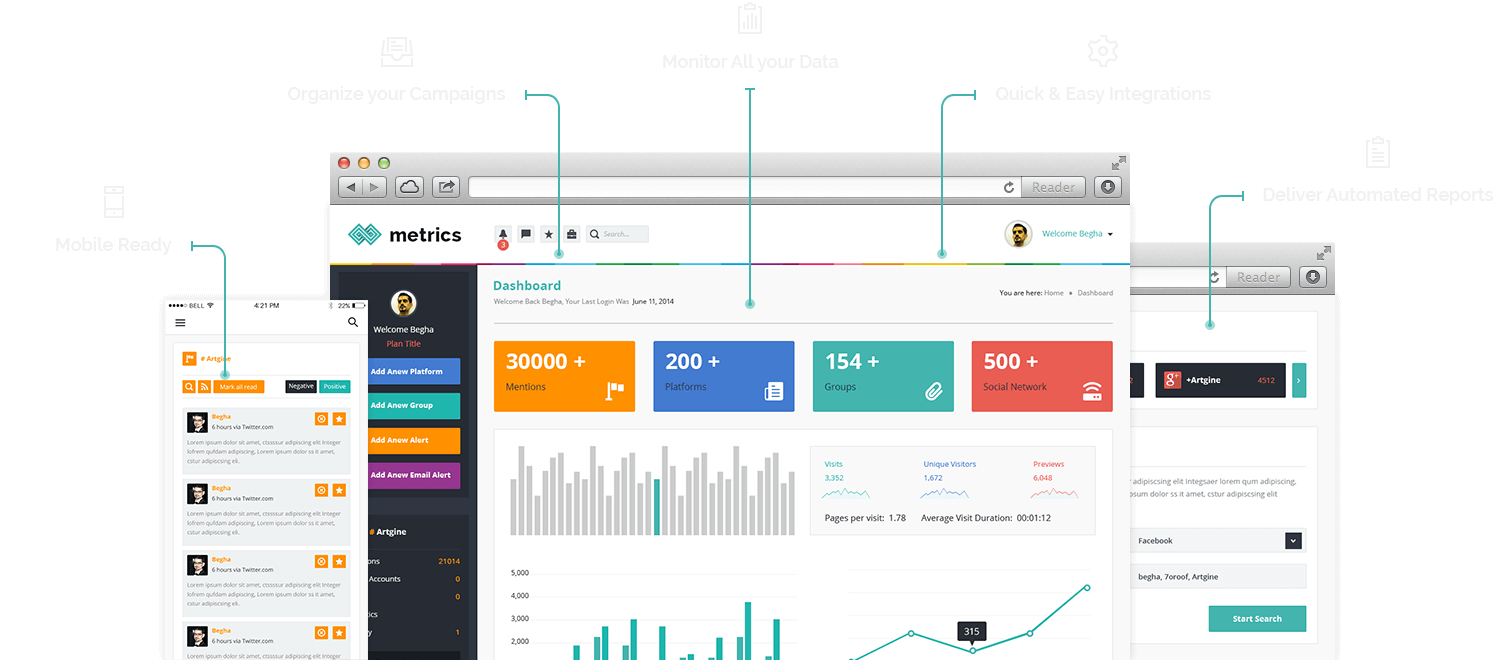 Monitor All your Data
Organize your Campaigns
Quick & Easy Integrations
Deliver Automated Reports
Mobile Ready
Reader
metrics
3
Search...
Welcome Begha
Dashboard
Welcome Back Begha, Your Last Login Was June 11, 2014
You are here: Home Dashboard
30000 +
Mentions
200 +
Platforms
154 +
Groups
500 +
Social Network
Visits
3,352
Unique Visitors
1,672
Previews
6,048
Pages per visit: 1.78 Average Visit Duration: 00:01:12
5,000
4,000
3,000
2,000
315
Welcome Begha
Plan Title
Add Anew Platform
Add Anew Group
Add Anew Alert
Add Anew Email Alert
# Artgine
ons 21014
Accounts 0
0
ics
y 1
BELL 4:21 PM 22%
# Artgine
Mark all read Negative Positive
Begha
6 hours via Twitter.com
Lorem ipsum dolor sit amet, ctssssur adipiscing elit Integer
lofrem qufdam adipiscing, Lorem issum dolor ss it amet, cstur
adipiscing eli.
Begha
6 hours via Twitter.com
Lorem ipsum dolor sit amet, ctssssur adipiscing elit Integer
lofrem qufdam adipiscing, Lorem issum dolor ss it amet, cstur
adipiscing eli.
Begha
6 hours via Twitter.com
Lorem ipsum dolor sit amet, ctssssur adipiscing elit Integer
lofrem qufdam adipiscing, Lorem issum dolor ss it amet, cstur
adipiscing eli.
Begha
6 hours via Twitter.com
Lorem ipsum dolor sit amet, ctssssur adipiscing elit Integer
Reader
2
g+ +Artgine 4512
adipiscing elit integsaer lorem qum adipiscing,
ipsum dolor ss it amet, cstur adipiscing elit
Facebook
begha, 7oroof, Artgine
Start Search